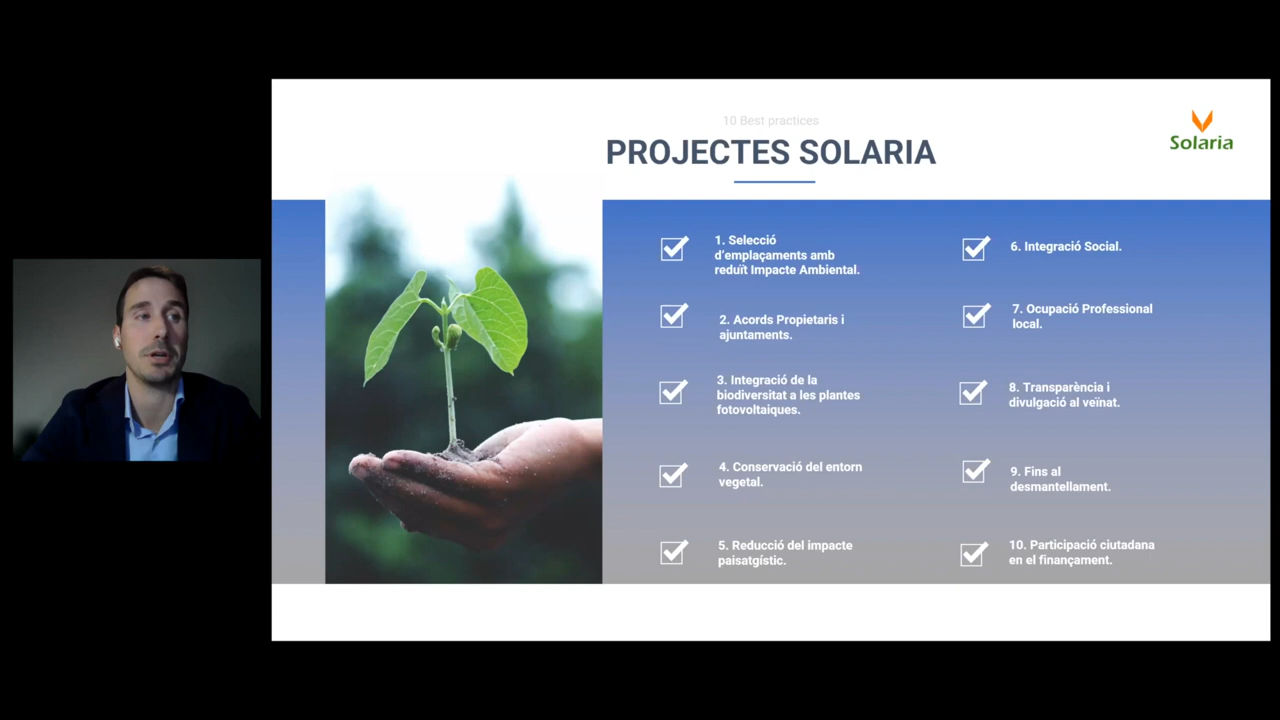 10 Best practices
PROJECTES SOLARIA
Solaria
1. Selecció
d'emplaçaments amb
reduït Impacte Ambiental.
2. Acords Propietaris i
ajuntaments.
3. Integració de la
biodiversitat a les plantes
fotovoltaiques.
4. Conservació del entorn
vegetal.
5. Reducció del impacte
paisatgístic.
6. Integració Social.
7. Ocupació Professional
local.
8. Transparència i
divulgació al veïnat.
9. Fins al
desmantellament.
10. Participació ciutadana
en el finançament.